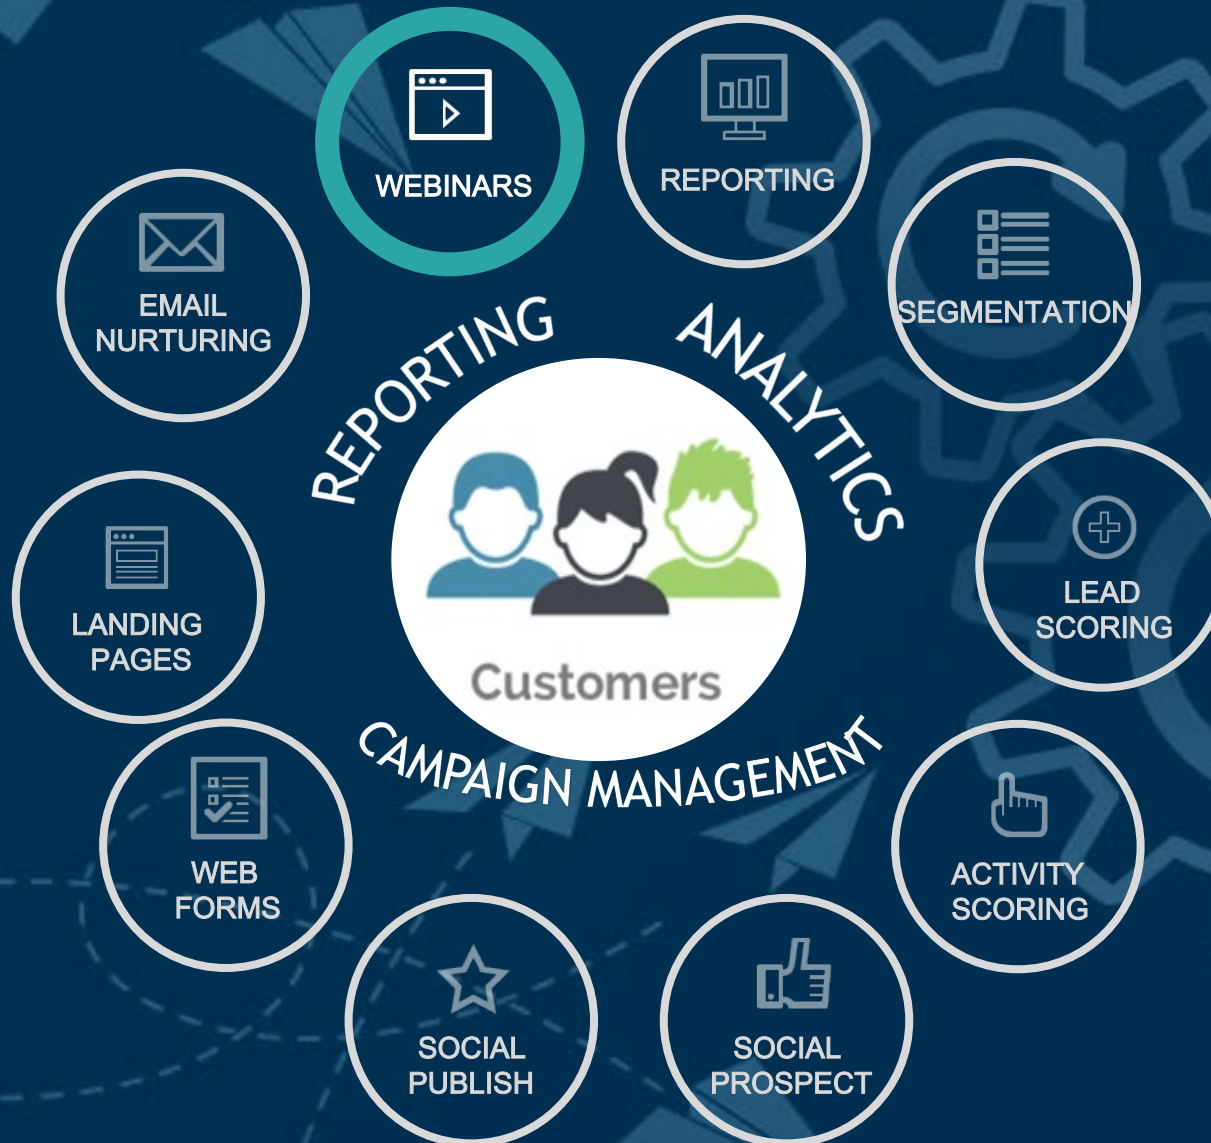 WEBINARS
REPORTING
SEGMENTATION
EMAIL
NURTURING
REPORTING
ANALYTICS
LEAD
SCORING
LANDING
PAGES
Customers
CAMPAIGN MANAGEMENT
WEB
FORMS
ACTIVITY
SCORING
SOCIAL
PUBLISH
SOCIAL
PROSPECT